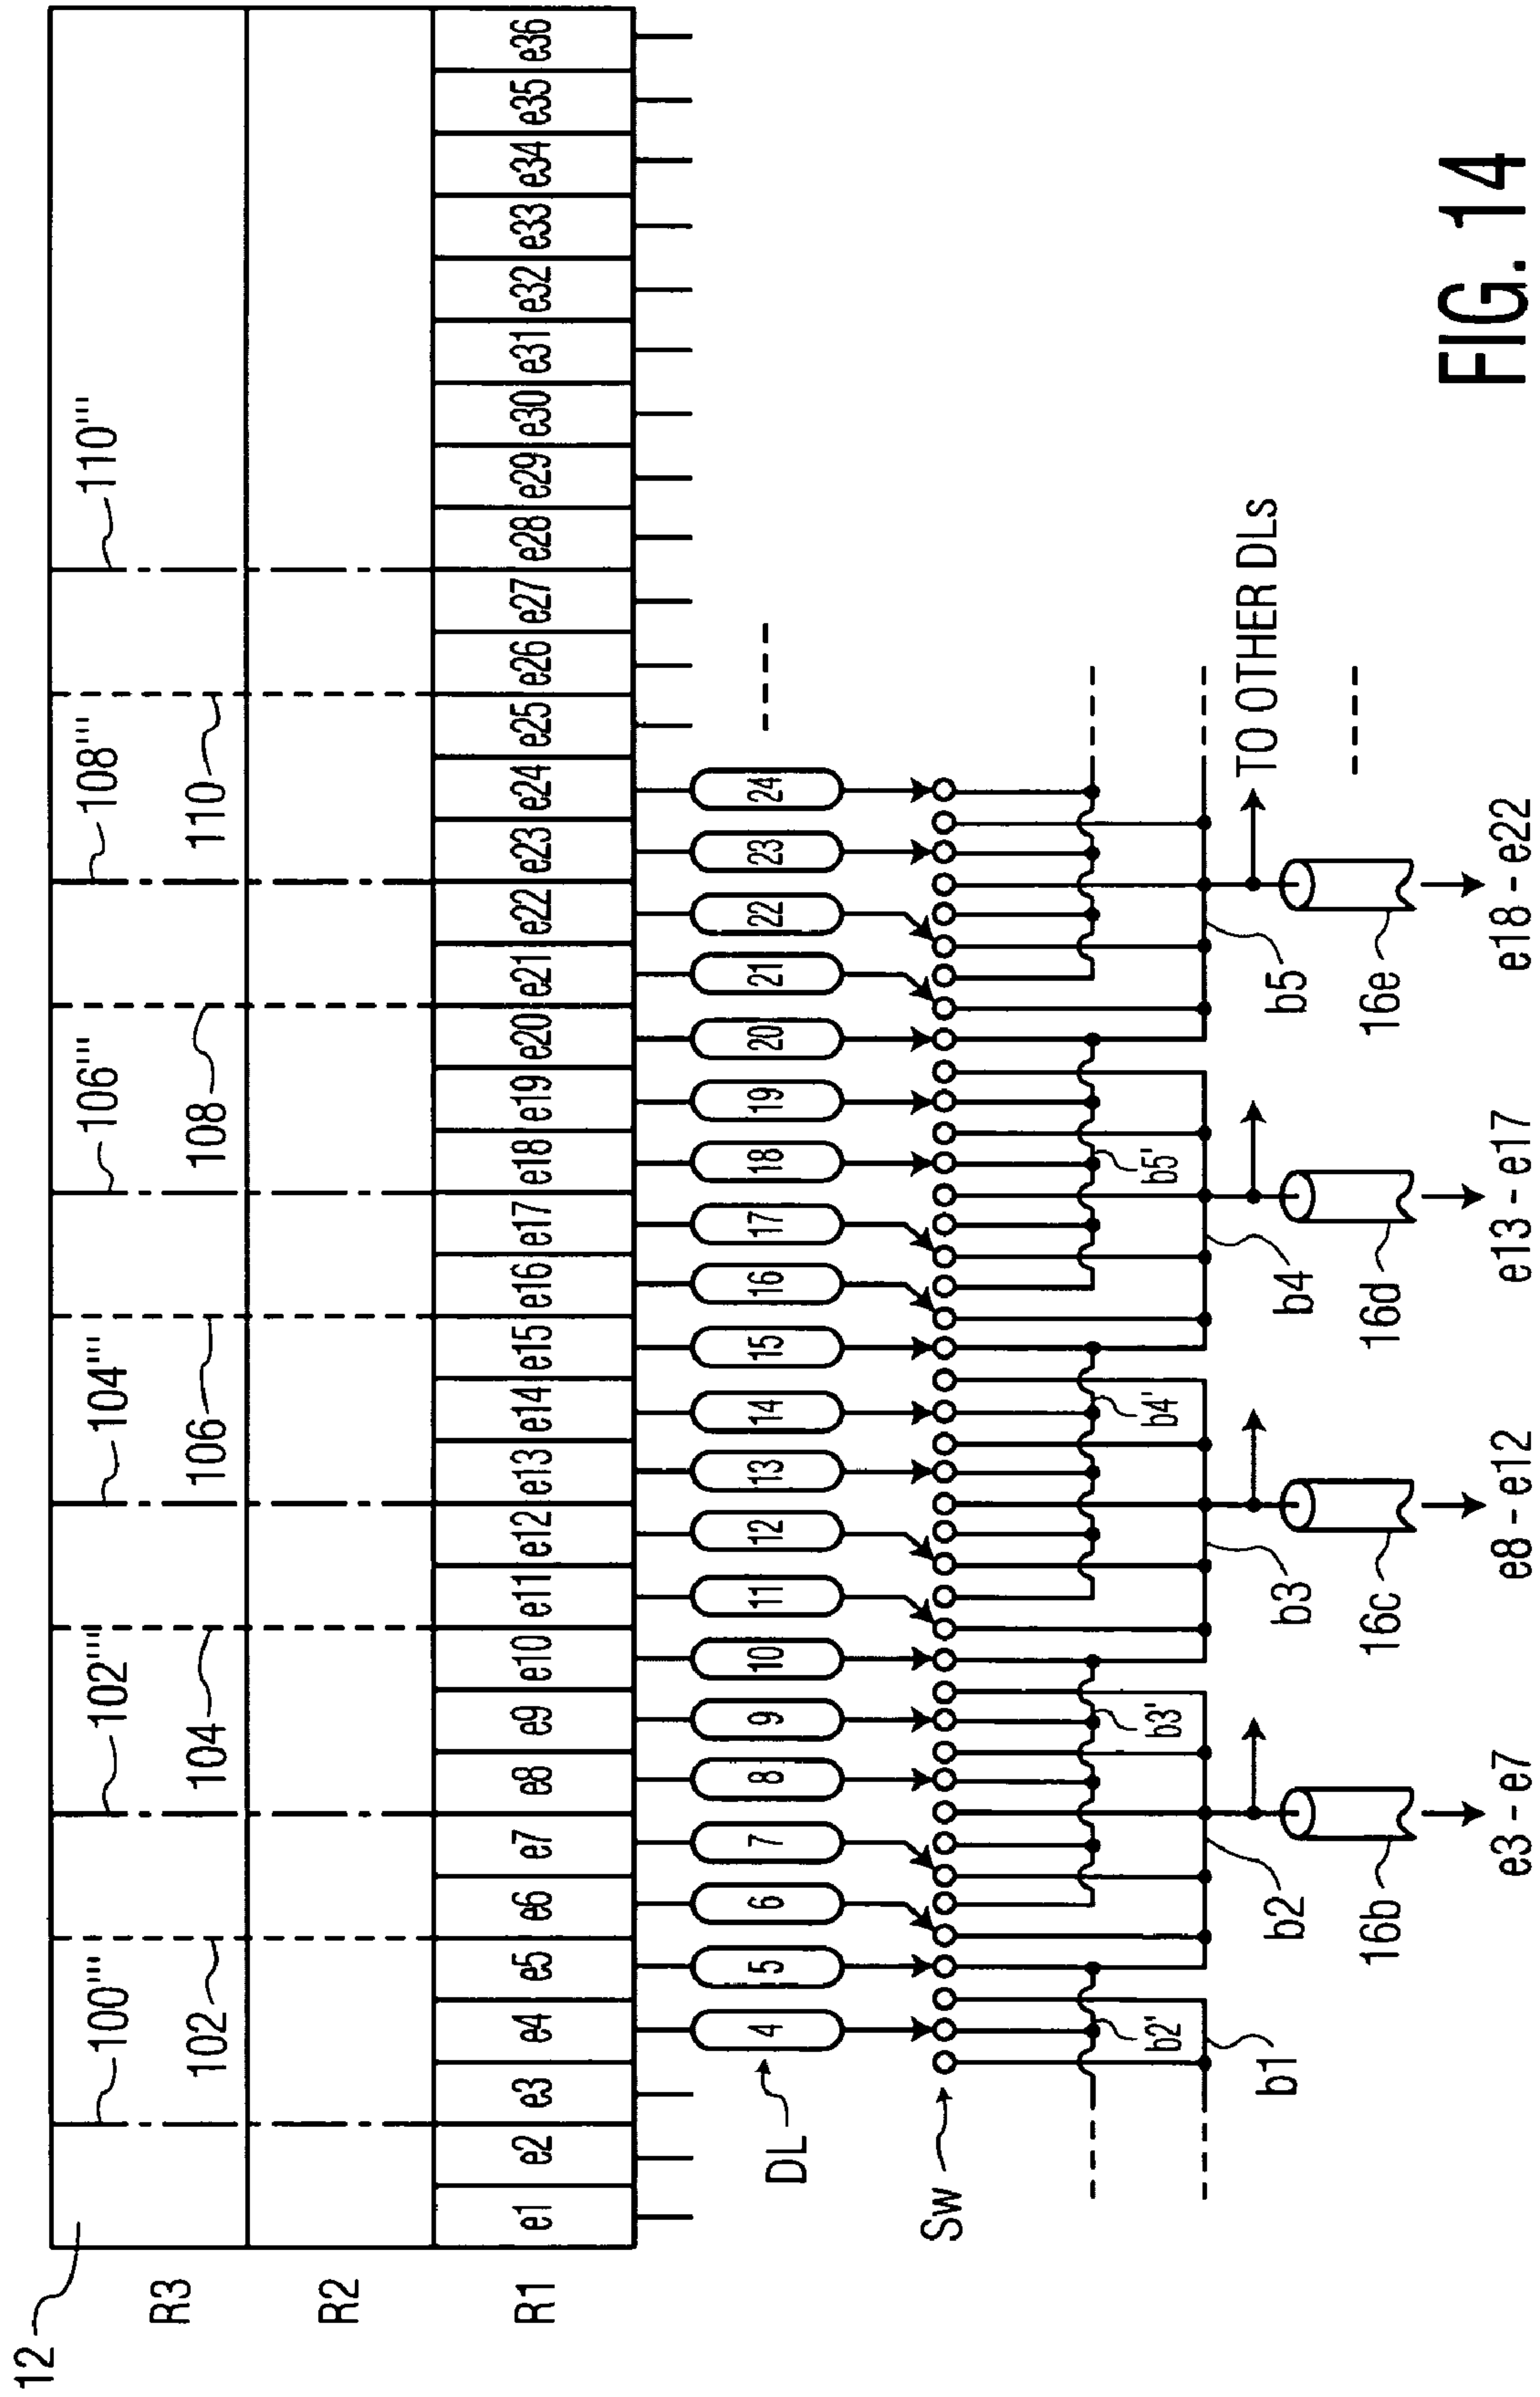 12
100''' 102''' 104''' 106''' 108''' 110'''
102 104 106 108 110
R3
R2
R1 e1 e2 e3 e4 e5 e6 e7 e8 e9 e10 e11 e12 e13 e14 e15 e16 e17 e18 e19 e20 e21 e22 e23 e24 e25 e26 e27 e28 e29 e30 e31 e32 e33 e34 e35 e36
DL 4 5 6 7 8 9 10 11 12 13 14 15 16 17 18 19 20 21 22 23 24
Sw
b2' b3' b4' b5'
b1 b2 b3 b4 b5 TO OTHER DLs
16b 16c 16d 16e
e3 - e7 e8 - e12 e13 - e17 e18 - e22
FIG. 14